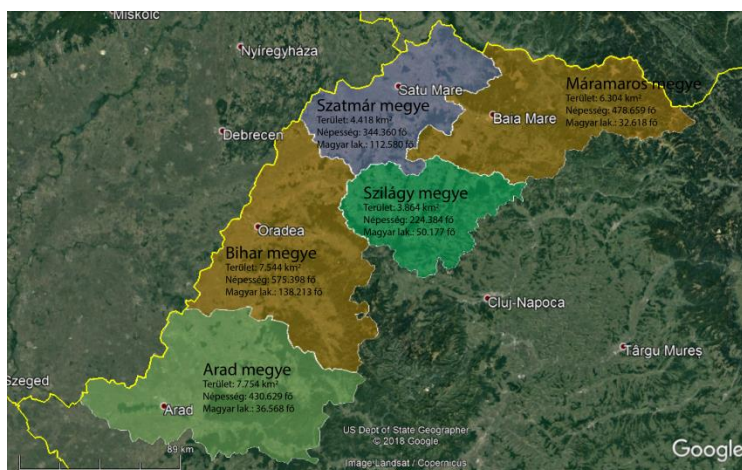 Miskolc
Nyíregyháza
Satu Mare
Szatmár megye
Terület: 4.418 km²
Népesség: 344.360 fő
Magyar lak.: 112.580 fő
Máramaros megye
Terület: 6.304 km²
Népesség: 478.659 fő
Magyar lak.: 32.618 fő
Baia Mare
Debrecen
Szilágy megye
Terület: 3.864 km²
Népesség: 224.384 fő
Magyar lak.: 50.177 fő
Oradea
Bihar megye
Terület: 7.544 km²
Népesség: 575.398 fő
Magyar lak.: 138.213 fő
Cluj-Napoca
Târgu Mureș
Szeged
Arad megye
Terület: 7.754 km²
Népesség: 430.629 fő
Magyar lak.: 36.568 fő
Arad
89 km
US Dept of State Geographer
© 2018 Google
Image Landsat / Copernicus
Google